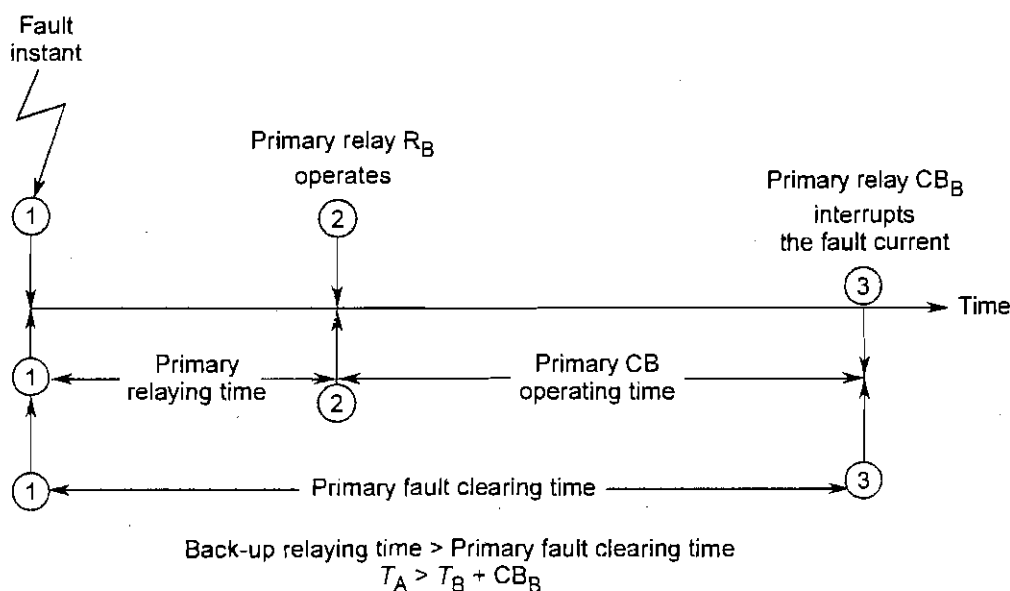 Fault
instant
Primary relay R_B
operates
Primary relay CB_B
interrupts
the fault current
1
2
3
Time
1
Primary
relaying time
2
Primary CB
operating time
1
Primary fault clearing time
3
Back-up relaying time > Primary fault clearing time
T_A > T_B + CB_B